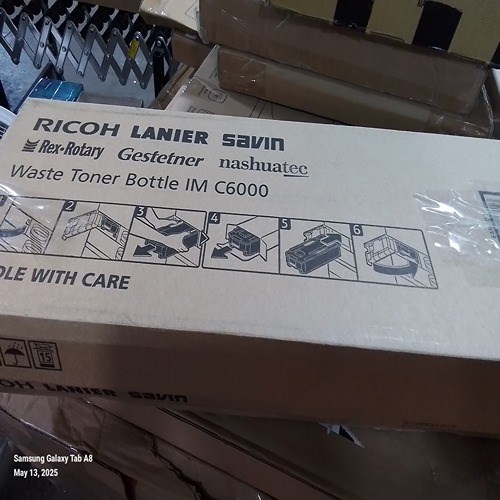 RICOH LANIER Savin
Rex-Rotary Gestetner nashuatec
Waste Toner Bottle IM C6000
2 3 4 5 6
DLE WITH CARE
15
OH LANIER Savin
Samsung Galaxy Tab A8
May 13, 2025